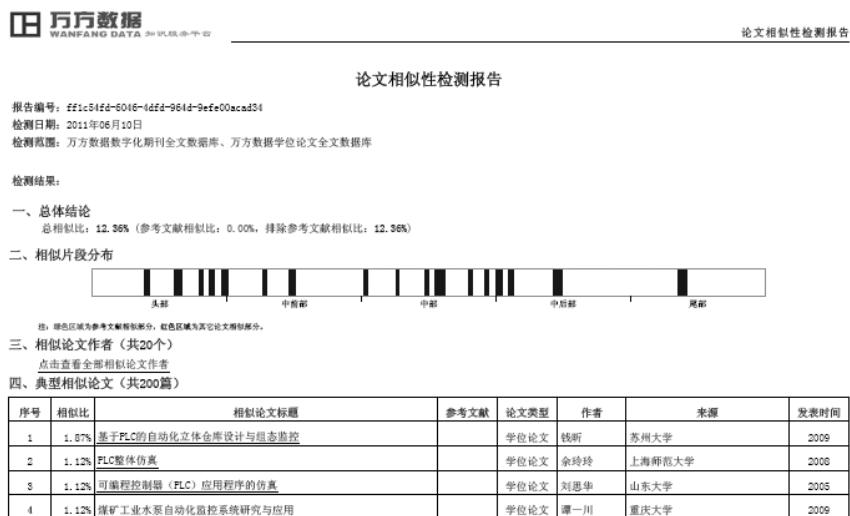 万方数据
WANFANG DATA 知识服务平台
论文相似性检测报告
论文相似性检测报告
报告编号：ff1c54fd-6046-4dfd-964d-9efe00acad34
检测日期：2011年06月10日
检测范围：万方数据数字化期刊全文数据库、万方数据学位论文全文数据库
检测结果：
一、总体结论
总相似比：12.36% (参考文献相似比：0.00%，排除参考文献相似比：12.36%)
二、相似片段分布
头部 中前部 中部 中后部 尾部
注：绿色区域为参考文献相似部分，红色区域为其它论文相似部分。
三、相似论文作者（共20个）
点击查看全部相似论文作者
四、典型相似论文（共200篇）
序号 相似比 相似论文标题 参考文献 论文类型 作者 来源 发表时间
1 1.87% 基于PLC的自动化立体仓库设计与组态监控 学位论文 钱昕 苏州大学 2009
2 1.12% PLC整体仿真 学位论文 余玲玲 上海师范大学 2008
3 1.12% 可编程控制器（PLC）应用程序的仿真 学位论文 刘思华 山东大学 2005
4 1.12% 煤矿工业水泵自动化监控系统研究与应用 学位论文 谭一川 重庆大学 2009